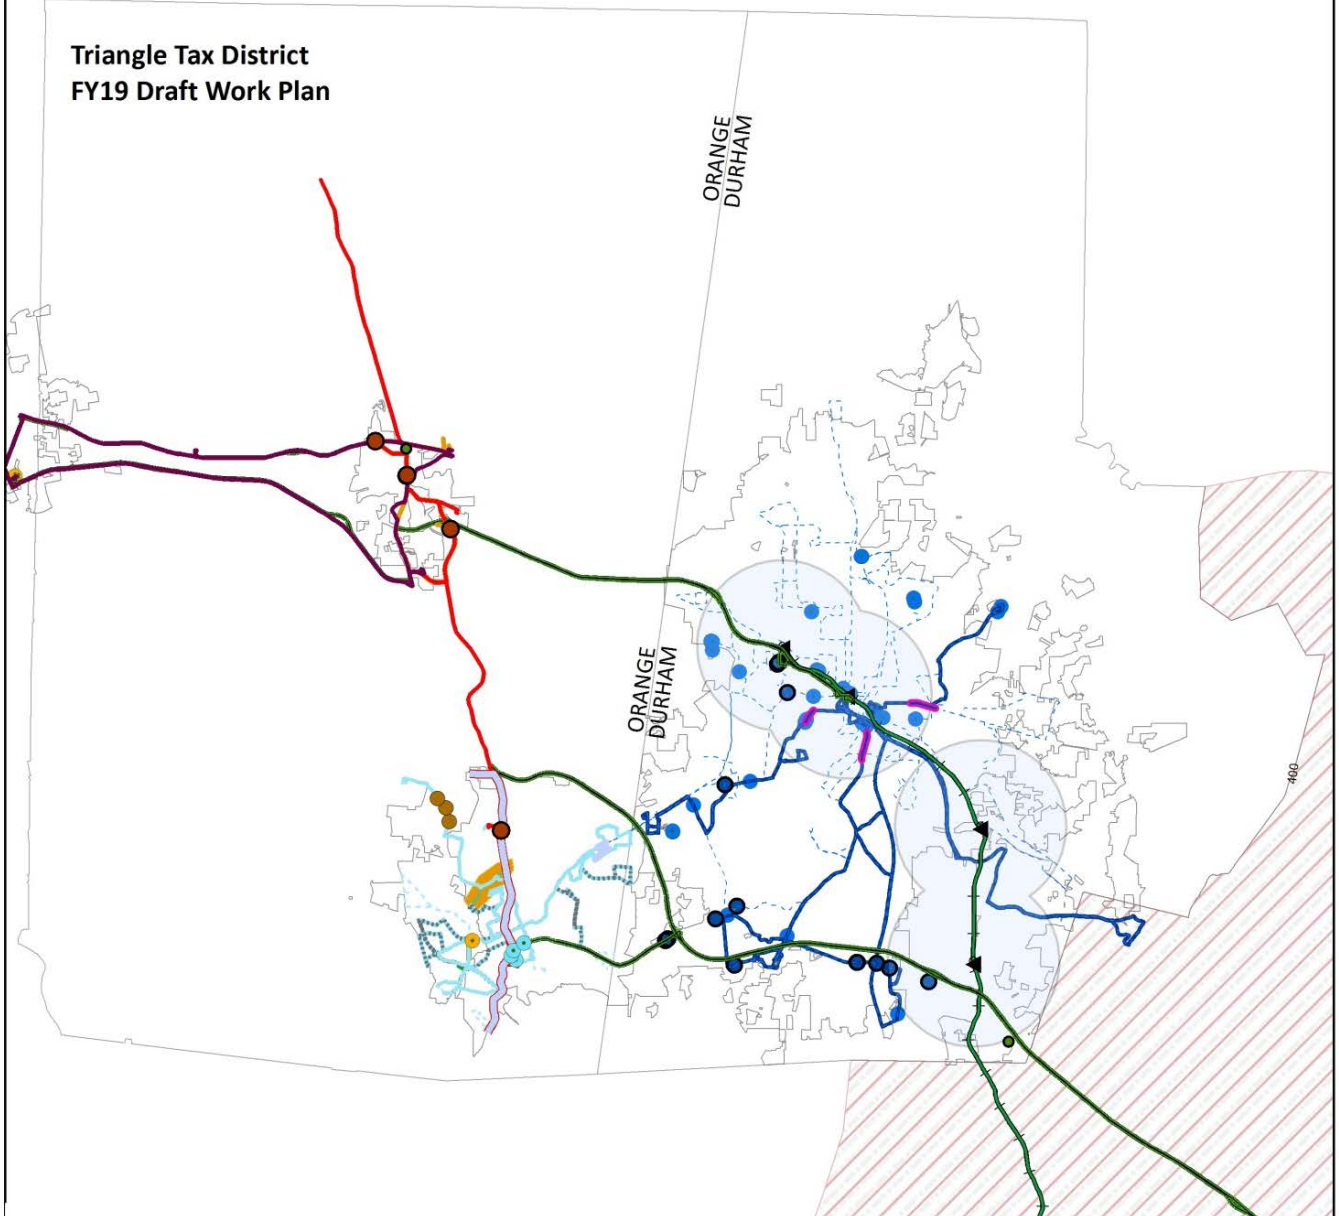 Triangle Tax District
FY19 Draft Work Plan
ORANGE
DURHAM
ORANGE
DURHAM
400